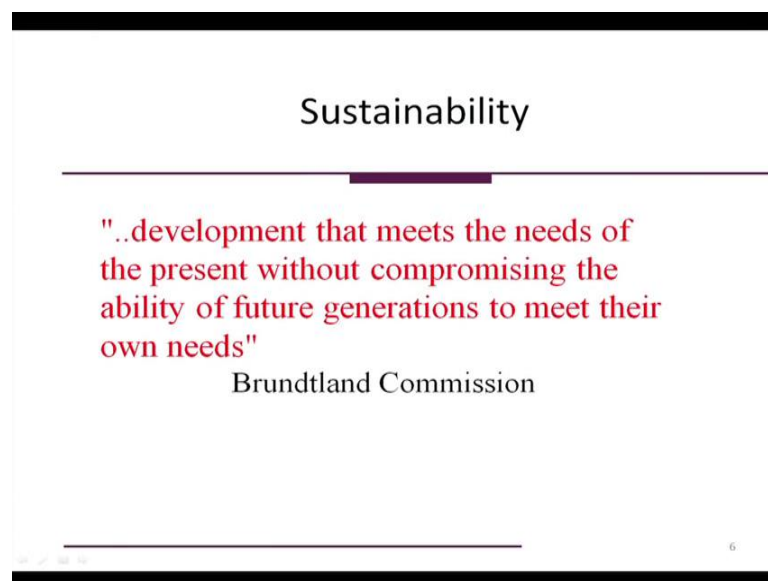 Sustainability
"..development that meets the needs of
the present without compromising the
ability of future generations to meet their
own needs"
Brundtland Commission
6